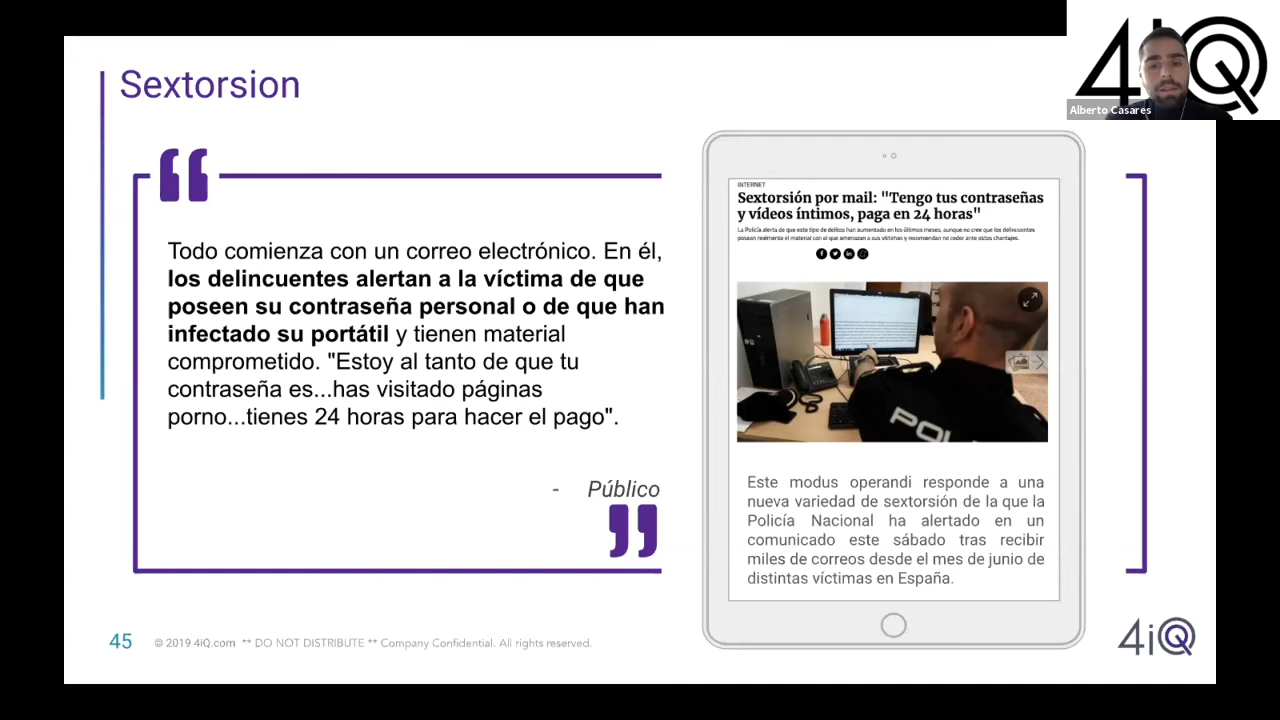 Sextorsion
4iQ
Alberto Casares
Todo comienza con un correo electrónico. En él,
los delincuentes alertan a la víctima de que
poseen su contraseña personal o de que han
infectado su portátil y tienen material
comprometido. "Estoy al tanto de que tu
contraseña es...has visitado páginas
porno...tienes 24 horas para hacer el pago".
- Público
INTERNET
Sextorsión por mail: "Tengo tus contraseñas
y vídeos íntimos, paga en 24 horas"
La Policía alerta de que este tipo de delitos han aumentado en los últimos meses, aunque no cree que los delincuentes
posean realmente el material con el que amenazan a sus víctimas y recomiendan no ceder ante estos chantajes.
POLI
Este modus operandi responde a una
nueva variedad de sextorsión de la que la
Policía Nacional ha alertado en un
comunicado este sábado tras recibir
miles de correos desde el mes de junio de
distintas víctimas en España.
45 © 2019 4iQ.com ** DO NOT DISTRIBUTE ** Company Confidential. All rights reserved.
4iQ